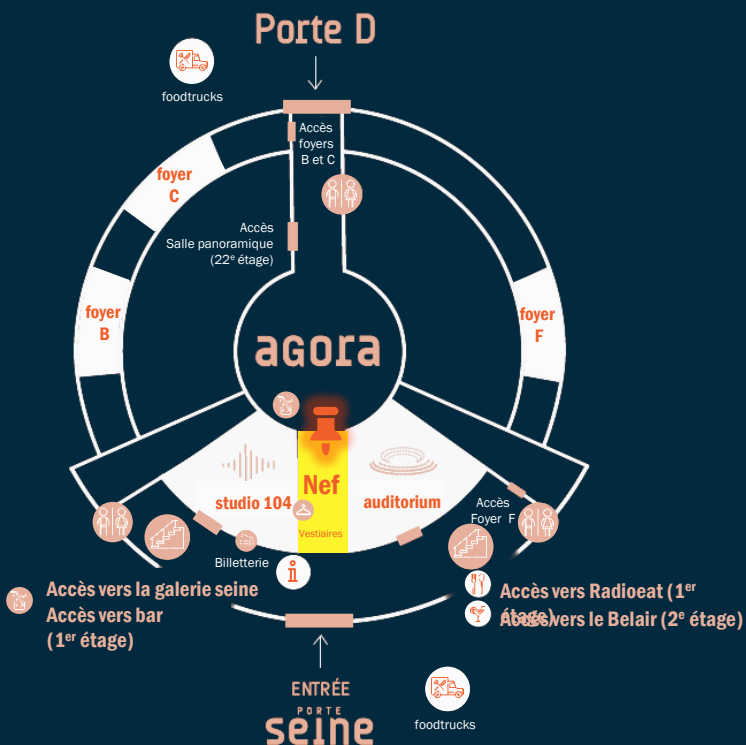 Porte D
foodtrucks
Accès
foyers
B et C
foyer
C
Accès
Salle panoramique
(22e étage)
foyer
B
foyer
F
agora
Nef
studio 104
auditorium
Vestiaires
Accès
Foyer F
Billetterie
i
Accès vers la galerie seine
Accès vers bar
(1er étage)
Accès vers Radioeat (1er
étage)
Accès vers le Belair (2e étage)
ENTRÉE
PORTE
seine
foodtrucks